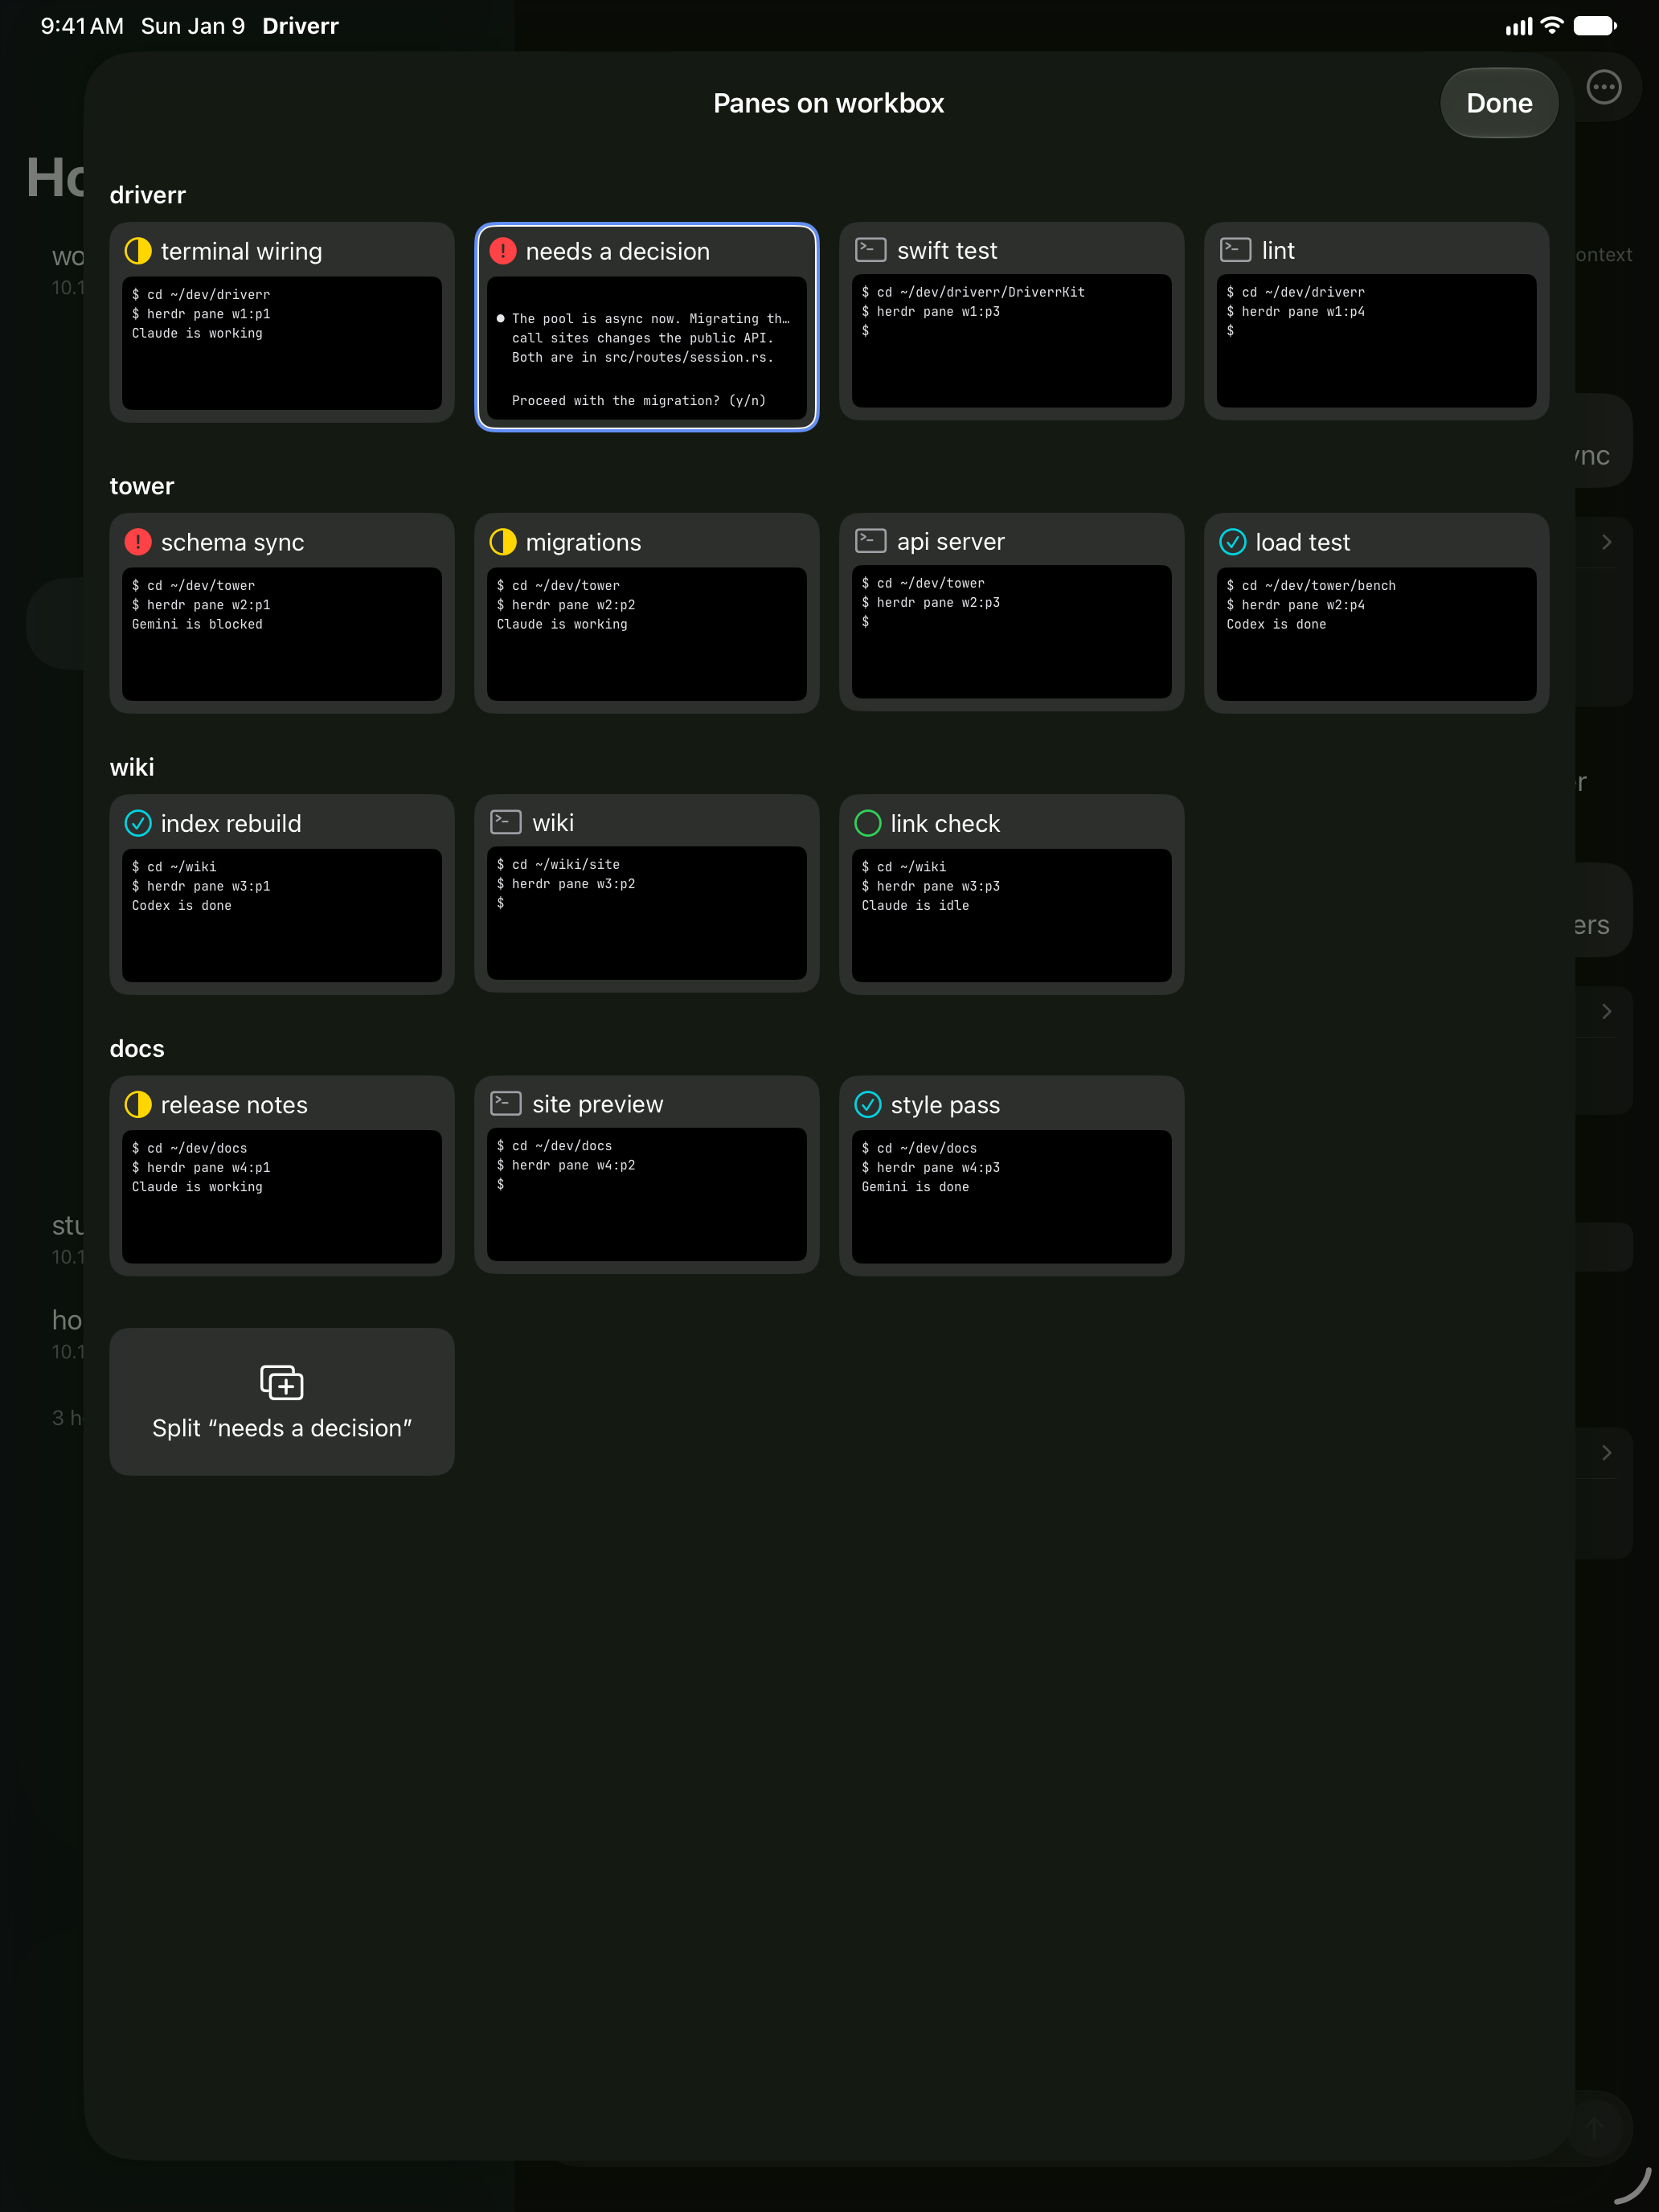 9:41 AM Sun Jan 9 Driverr
Panes on workbox
Done
driverr
terminal wiring
$ cd ~/dev/driverr
$ herdr pane w1:p1
Claude is working
needs a decision
● The pool is async now. Migrating th…
call sites changes the public API.
Both are in src/routes/session.rs.
Proceed with the migration? (y/n)
swift test
$ cd ~/dev/driverr/DriverrKit
$ herdr pane w1:p3
$
lint
$ cd ~/dev/driverr
$ herdr pane w1:p4
$
tower
schema sync
$ cd ~/dev/tower
$ herdr pane w2:p1
Gemini is blocked
migrations
$ cd ~/dev/tower
$ herdr pane w2:p2
Claude is working
api server
$ cd ~/dev/tower
$ herdr pane w2:p3
$
load test
$ cd ~/dev/tower/bench
$ herdr pane w2:p4
Codex is done
wiki
index rebuild
$ cd ~/wiki
$ herdr pane w3:p1
Codex is done
wiki
$ cd ~/wiki/site
$ herdr pane w3:p2
$
link check
$ cd ~/wiki
$ herdr pane w3:p3
Claude is idle
docs
release notes
$ cd ~/dev/docs
$ herdr pane w4:p1
Claude is working
site preview
$ cd ~/dev/docs
$ herdr pane w4:p2
$
style pass
$ cd ~/dev/docs
$ herdr pane w4:p3
Gemini is done
Split “needs a decision”